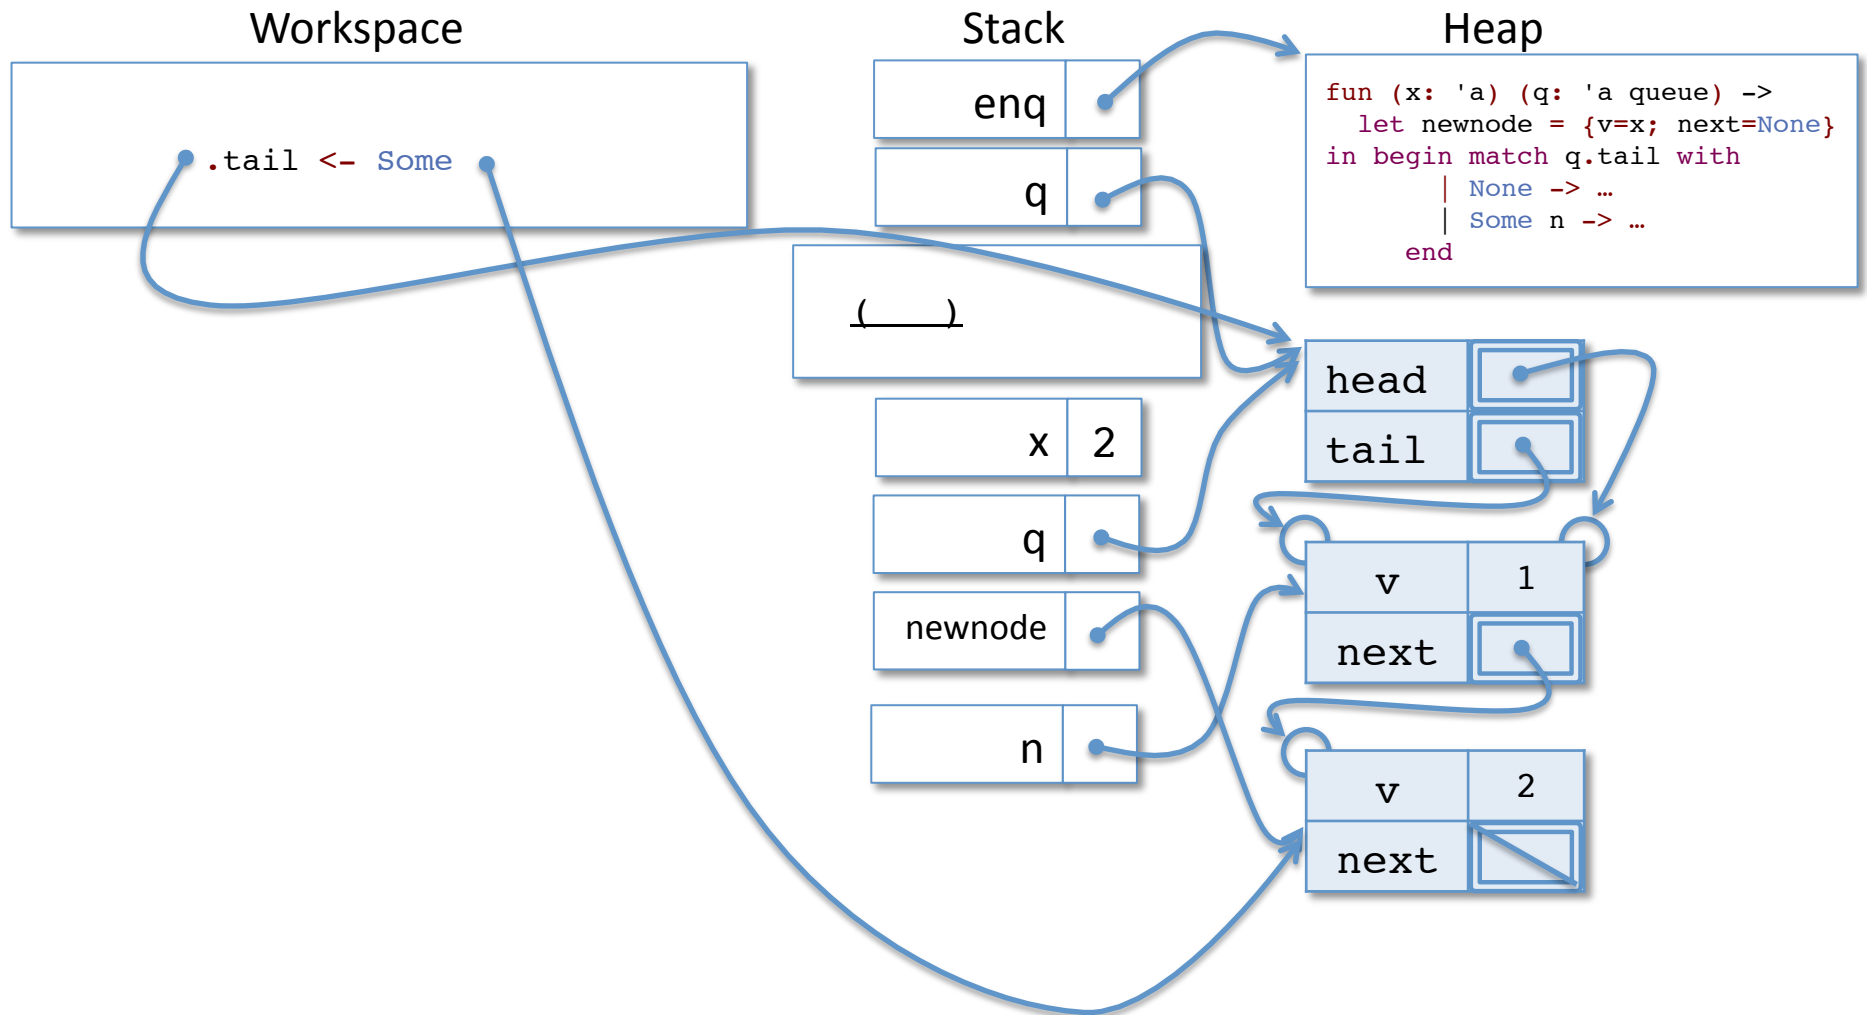 Workspace
.tail <- Some
Stack
enq
q
(    )
x 2
q
newnode
n
Heap
fun (x: 'a) (q: 'a queue) ->
let newnode = {v=x; next=None}
in begin match q.tail with
| None -> …
| Some n -> …
end
head
tail
v 1
next
v 2
next